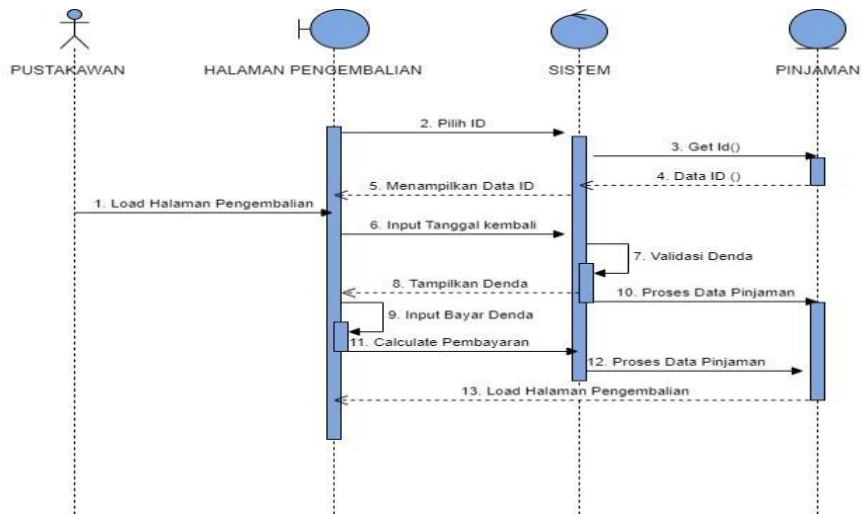 PUSTAKAWAN
HALAMAN PENGEMBALIAN
SISTEM
PINJAMAN
2. Pilih ID
3. Get Id()
4. Data ID ()
5. Menampilkan Data ID
1. Load Halaman Pengembalian
6. Input Tanggal kembali
7. Validasi Denda
8. Tampilkan Denda
10. Proses Data Pinjaman
9. Input Bayar Denda
11. Calculate Pembayaran
12. Proses Data Pinjaman
13. Load Halaman Pengembalian